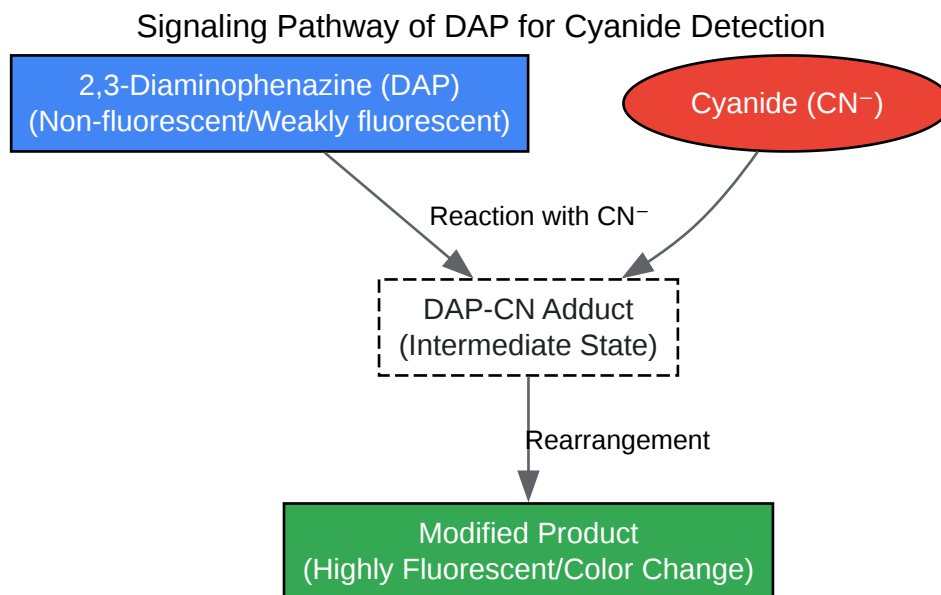 Signaling Pathway of DAP for Cyanide Detection
2,3-Diaminophenazine (DAP)
(Non-fluorescent/Weakly fluorescent)
Cyanide (CN⁻)
Reaction with CN⁻
DAP-CN Adduct
(Intermediate State)
Rearrangement
Modified Product
(Highly Fluorescent/Color Change)